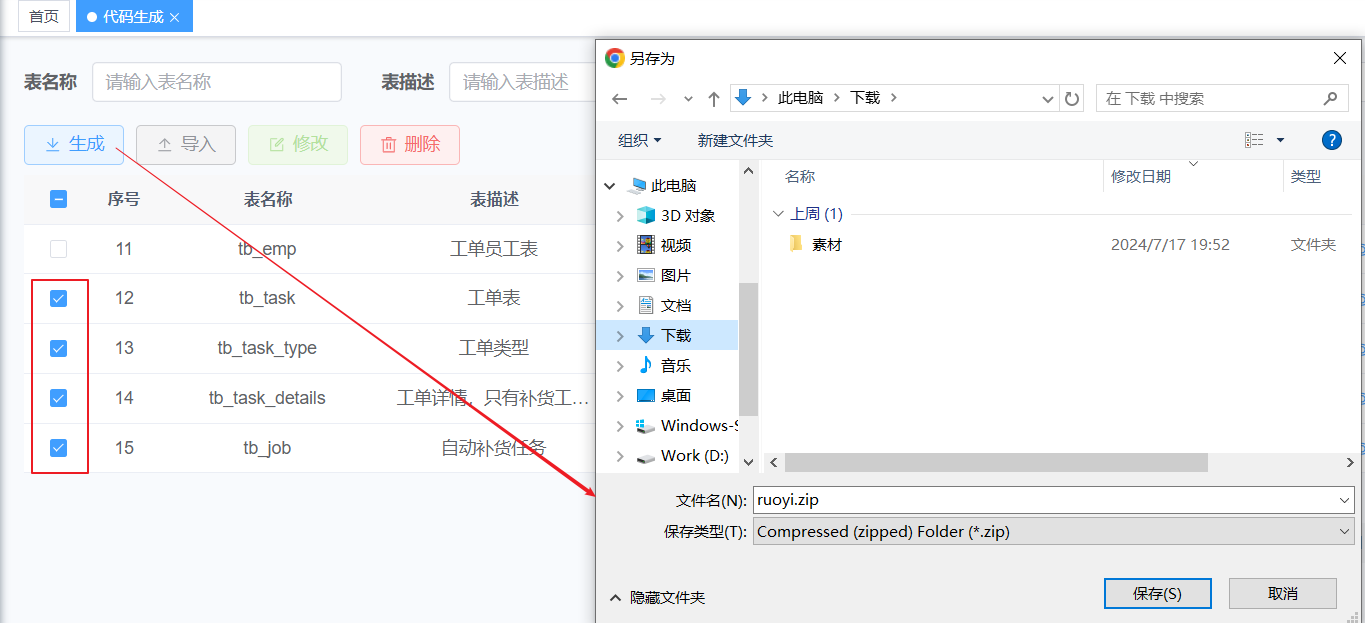 首页 代码生成 ×
表名称 请输入表名称 表描述 请输入表描述
生成 导入 修改 删除
序号 表名称 表描述
11 tb_emp 工单员工表
12 tb_task 工单表
13 tb_task_type 工单类型
14 tb_task_details 工单详情，只有补货工…
15 tb_job 自动补货任务
另存为
此电脑 下载 在 下载 中搜索
组织 新建文件夹
名称 修改日期 类型
上周 (1)
素材 2024/7/17 19:52 文件夹
此电脑
3D 对象
视频
图片
文档
下载
音乐
桌面
Windows-S
Work (D:)
文件名(N): ruoyi.zip
保存类型(T): Compressed (zipped) Folder (*.zip)
隐藏文件夹 保存(S) 取消